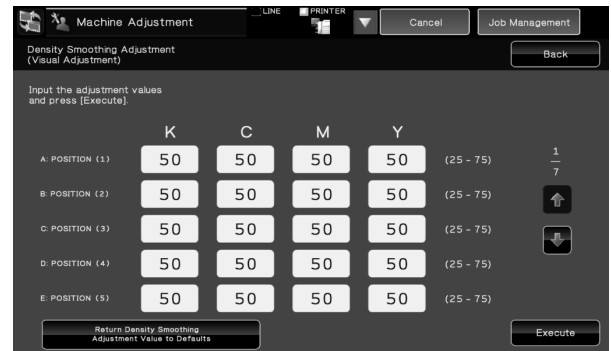 Machine Adjustment
LINE
PRINTER
Cancel
Job Management
Density Smoothing Adjustment
(Visual Adjustment)
Back
Input the adjustment values
and press [Execute].
K C M Y
A: POSITION (1) 50 50 50 50 (25 - 75)
B: POSITION (2) 50 50 50 50 (25 - 75)
C: POSITION (3) 50 50 50 50 (25 - 75)
D: POSITION (4) 50 50 50 50 (25 - 75)
E: POSITION (5) 50 50 50 50 (25 - 75)
1
7
Return Density Smoothing
Adjustment Value to Defaults
Execute